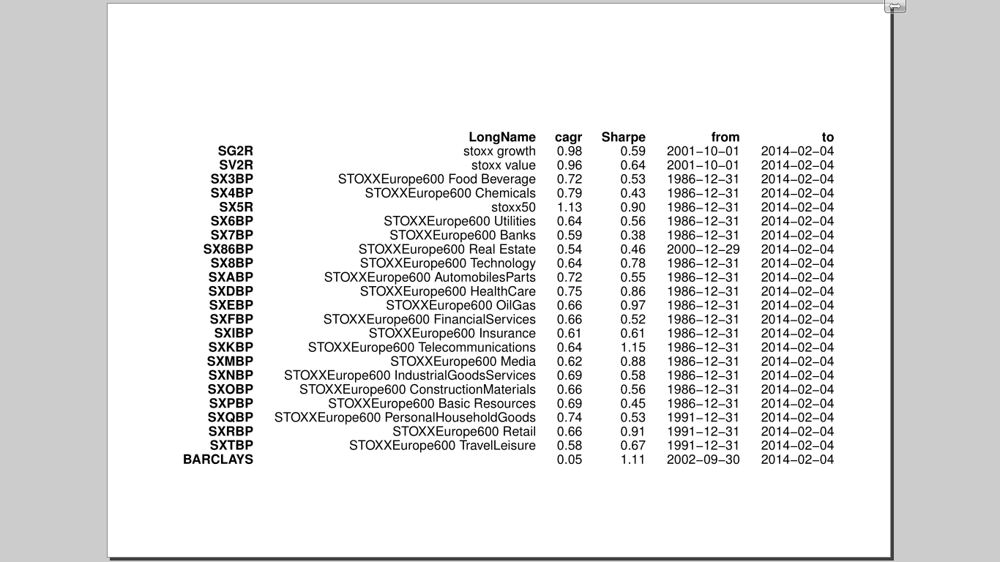 LongName cagr Sharpe from to
SG2R stoxx growth 0.98 0.59 2001−10−01 2014−02−04
SV2R stoxx value 0.96 0.64 2001−10−01 2014−02−04
SX3BP STOXXEurope600 Food Beverage 0.72 0.53 1986−12−31 2014−02−04
SX4BP STOXXEurope600 Chemicals 0.79 0.43 1986−12−31 2014−02−04
SX5R stoxx50 1.13 0.90 1986−12−31 2014−02−04
SX6BP STOXXEurope600 Utilities 0.64 0.56 1986−12−31 2014−02−04
SX7BP STOXXEurope600 Banks 0.59 0.38 1986−12−31 2014−02−04
SX86BP STOXXEurope600 Real Estate 0.54 0.46 2000−12−29 2014−02−04
SX8BP STOXXEurope600 Technology 0.64 0.78 1986−12−31 2014−02−04
SXABP STOXXEurope600 AutomobilesParts 0.72 0.55 1986−12−31 2014−02−04
SXDBP STOXXEurope600 HealthCare 0.75 0.86 1986−12−31 2014−02−04
SXEBP STOXXEurope600 OilGas 0.66 0.97 1986−12−31 2014−02−04
SXFBP STOXXEurope600 FinancialServices 0.66 0.52 1986−12−31 2014−02−04
SXIBP STOXXEurope600 Insurance 0.61 0.61 1986−12−31 2014−02−04
SXKBP STOXXEurope600 Telecommunications 0.64 1.15 1986−12−31 2014−02−04
SXMBP STOXXEurope600 Media 0.62 0.88 1986−12−31 2014−02−04
SXNBP STOXXEurope600 IndustrialGoodsServices 0.69 0.58 1986−12−31 2014−02−04
SXOBP STOXXEurope600 ConstructionMaterials 0.66 0.56 1986−12−31 2014−02−04
SXPBP STOXXEurope600 Basic Resources 0.69 0.45 1986−12−31 2014−02−04
SXQBP STOXXEurope600 PersonalHouseholdGoods 0.74 0.53 1991−12−31 2014−02−04
SXRBP STOXXEurope600 Retail 0.66 0.91 1991−12−31 2014−02−04
SXTBP STOXXEurope600 TravelLeisure 0.58 0.67 1991−12−31 2014−02−04
BARCLAYS 0.05 1.11 2002−09−30 2014−02−04